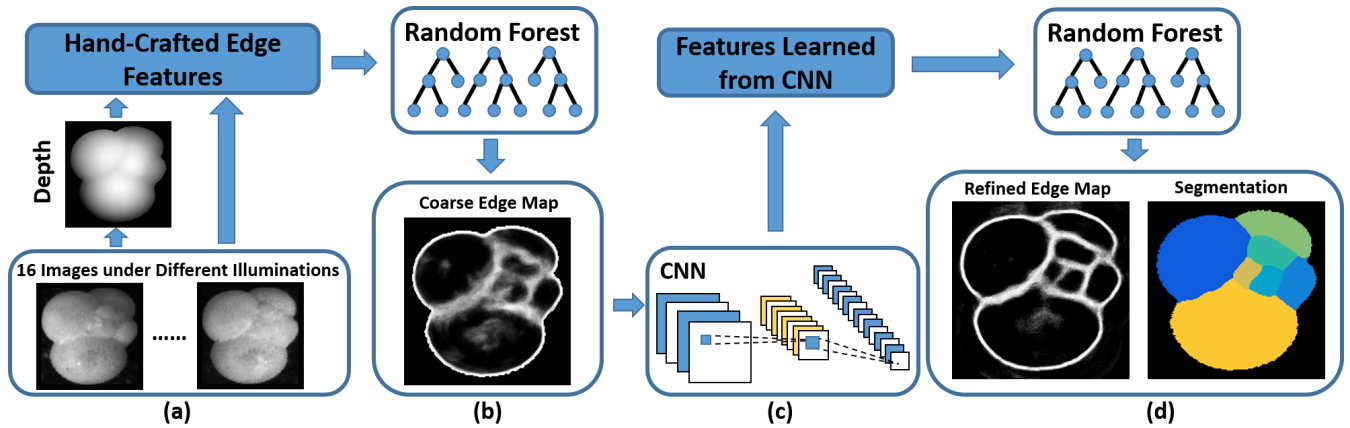 Hand-Crafted Edge
Features
Depth
16 Images under Different Illuminations
......
(a)
Random Forest
Coarse Edge Map
(b)
Features Learned
from CNN
CNN
(c)
Random Forest
Refined Edge Map
Segmentation
(d)